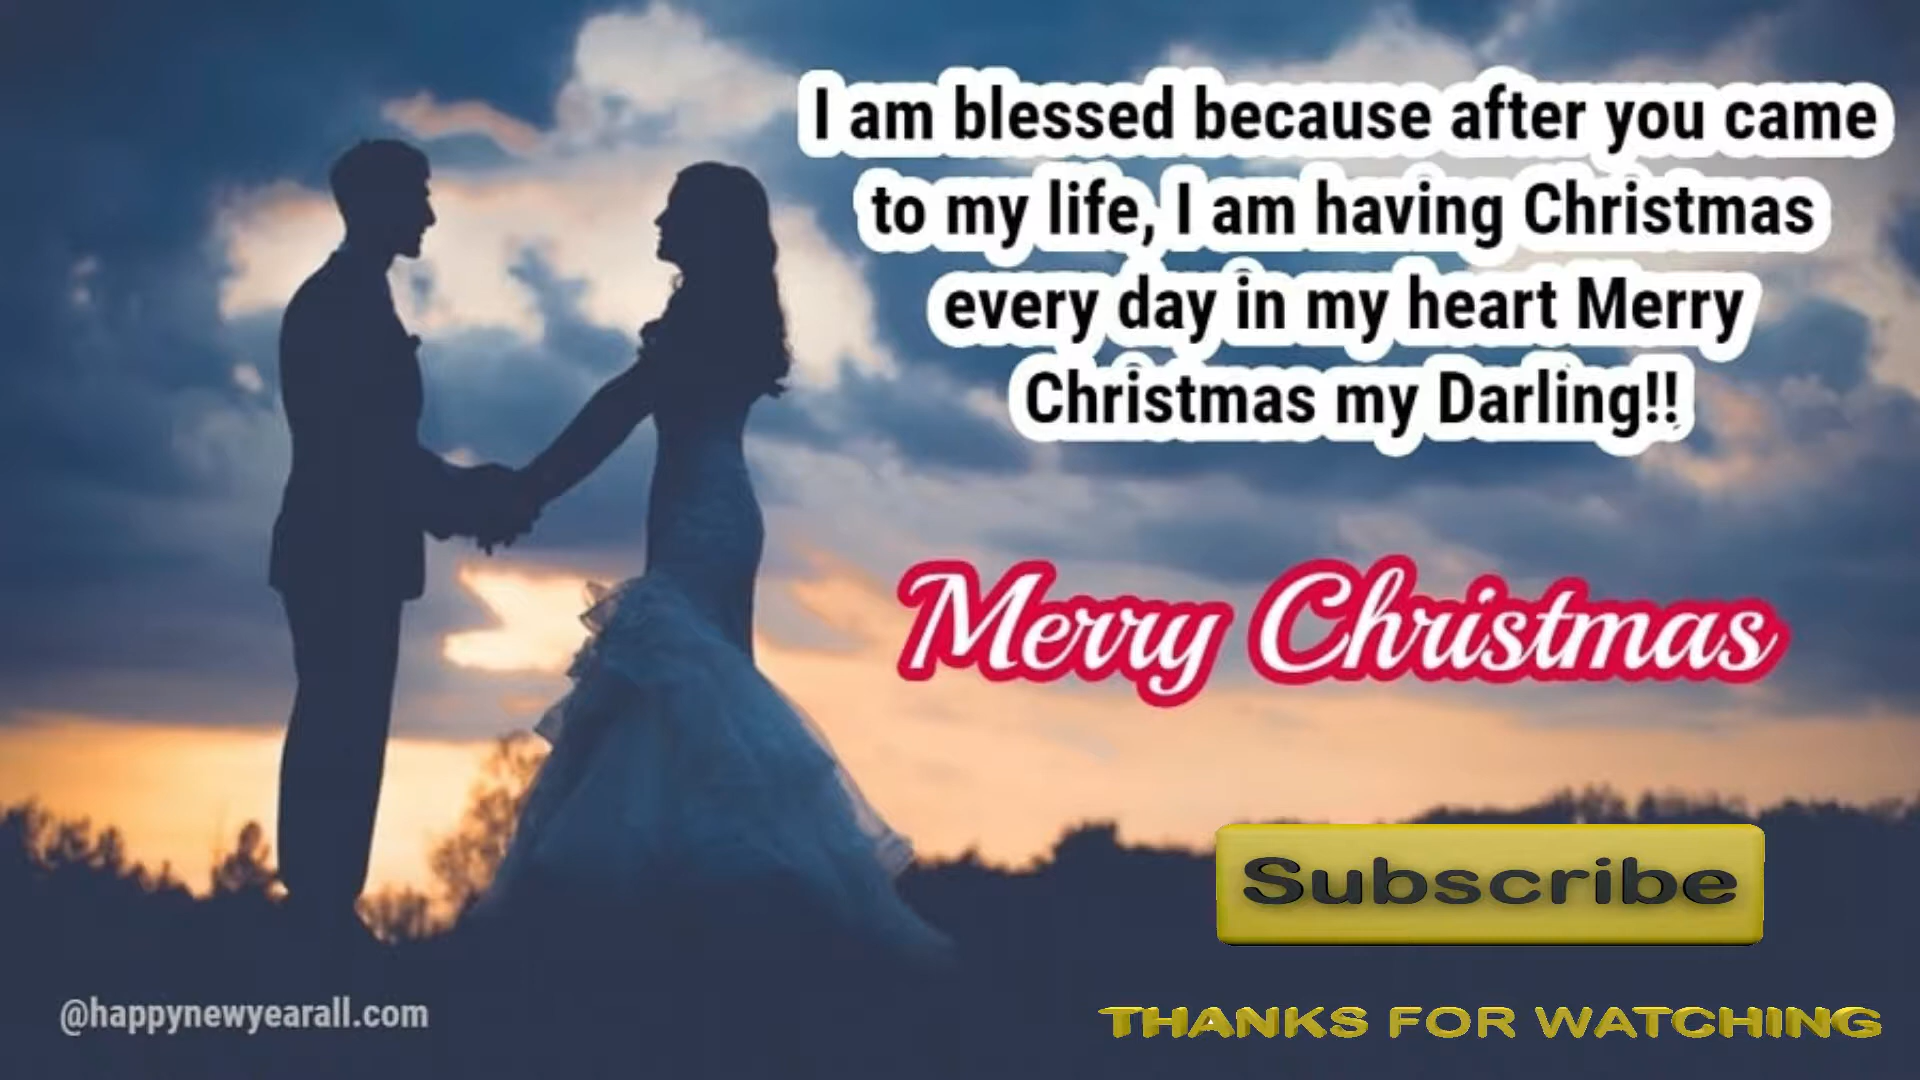 I am blessed because after you came
to my life, I am having Christmas
every day in my heart Merry
Christmas my Darling!!
Merry Christmas
Subscribe
@happynewyearall.com
THANKS FOR WATCHING